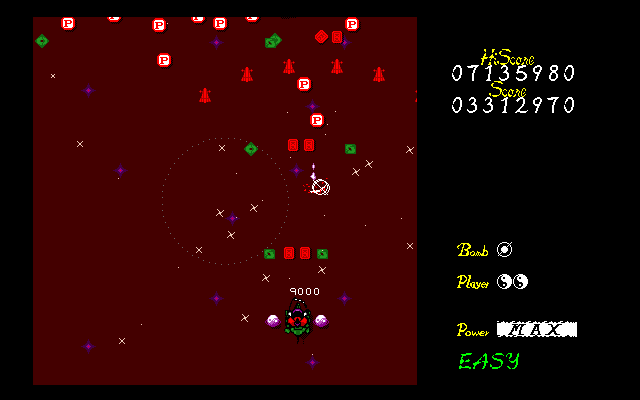 P P P P P P
HiScore
07135980
P
Score
P
03312970
P
Bomb
Player
9000
Power MAX
EASY